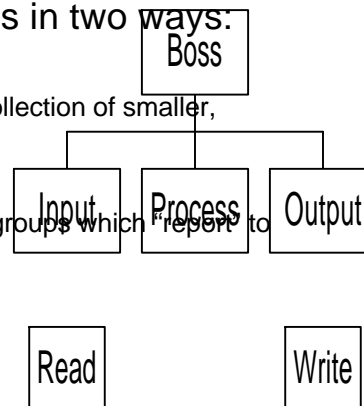 s in two ways:
Boss
ollection of smaller,
Input Process Output
groups which “report” to
Read Write